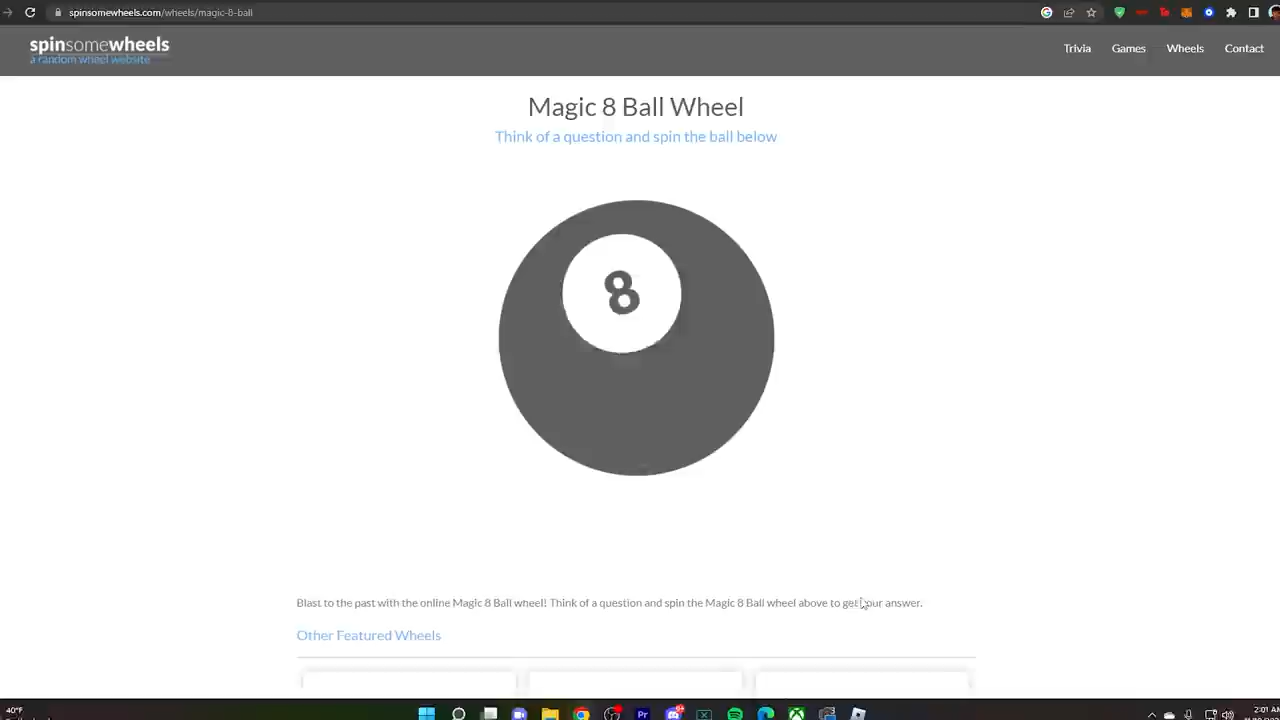 spinsomewheels.com/wheels/magic-8-ball
spinsomewheels
a random wheel website
Trivia
Games
Wheels
Contact
Magic 8 Ball Wheel
Think of a question and spin the ball below
8
Blast to the past with the online Magic 8 Ball wheel! Think of a question and spin the Magic 8 Ball wheel above to get your answer.
Other Featured Wheels
40°F
Pr
2:01 A